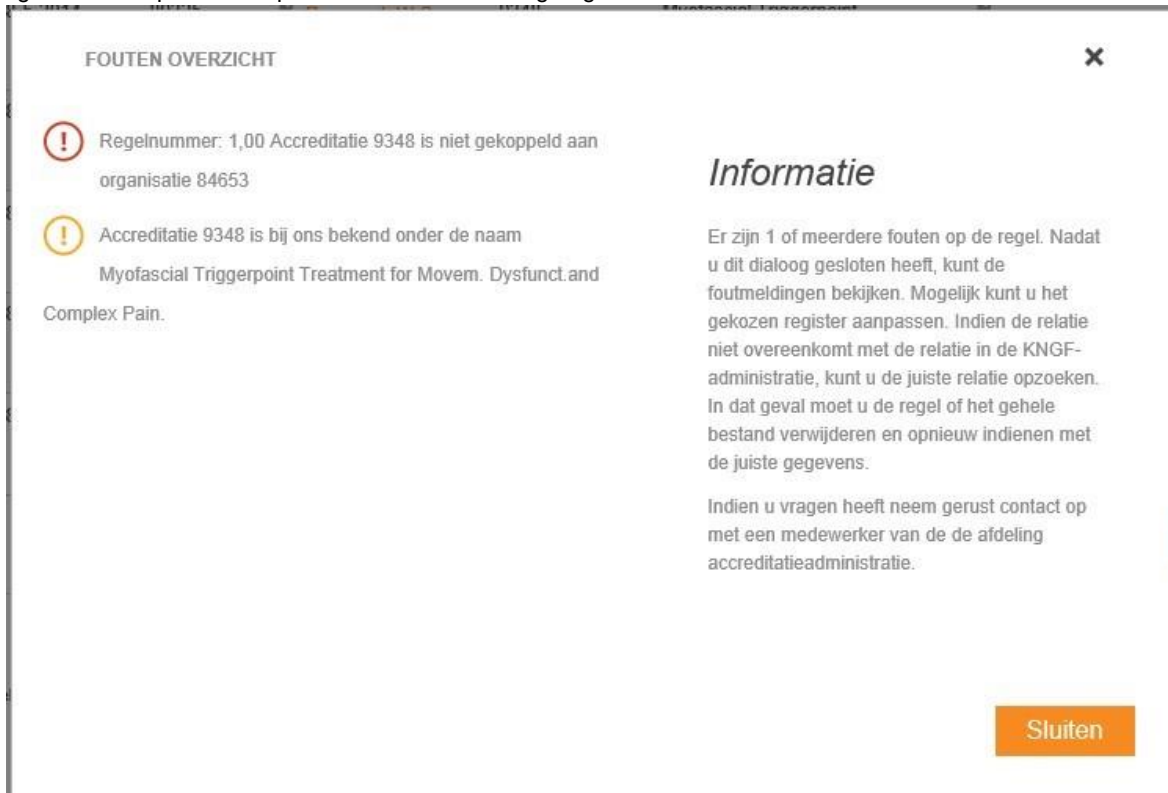 FOUTEN OVERZICHT
Regelnummer: 1,00 Accreditatie 9348 is niet gekoppeld aan
organisatie 84653
Accreditatie 9348 is bij ons bekend onder de naam
Myofascial Triggerpoint Treatment for Movem. Dysfunct.and
Complex Pain.
Informatie
Er zijn 1 of meerdere fouten op de regel. Nadat
u dit dialoog gesloten heeft, kunt de
foutmeldingen bekijken. Mogelijk kunt u het
gekozen register aanpassen. Indien de relatie
niet overeenkomt met de relatie in de KNGF-
administratie, kunt u de juiste relatie opzoeken.
In dat geval moet u de regel of het gehele
bestand verwijderen en opnieuw indienen met
de juiste gegevens.
Indien u vragen heeft neem gerust contact op
met een medewerker van de de afdeling
accreditatieadministratie.
Sluiten